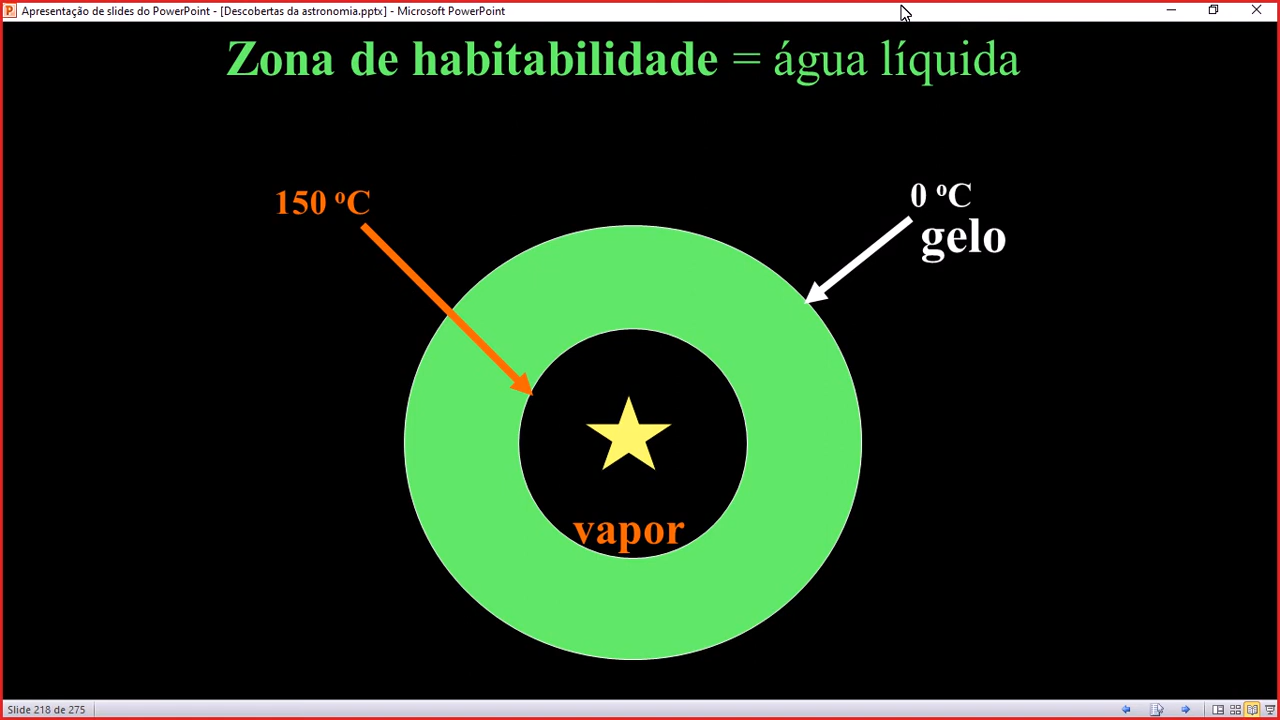 Apresentação de slides do PowerPoint - [Descobertas da astronomia.pptx] - Microsoft PowerPoint
Zona de habitabilidade = água líquida
150 ºC
0 ºC
gelo
vapor
Slide 218 de 275